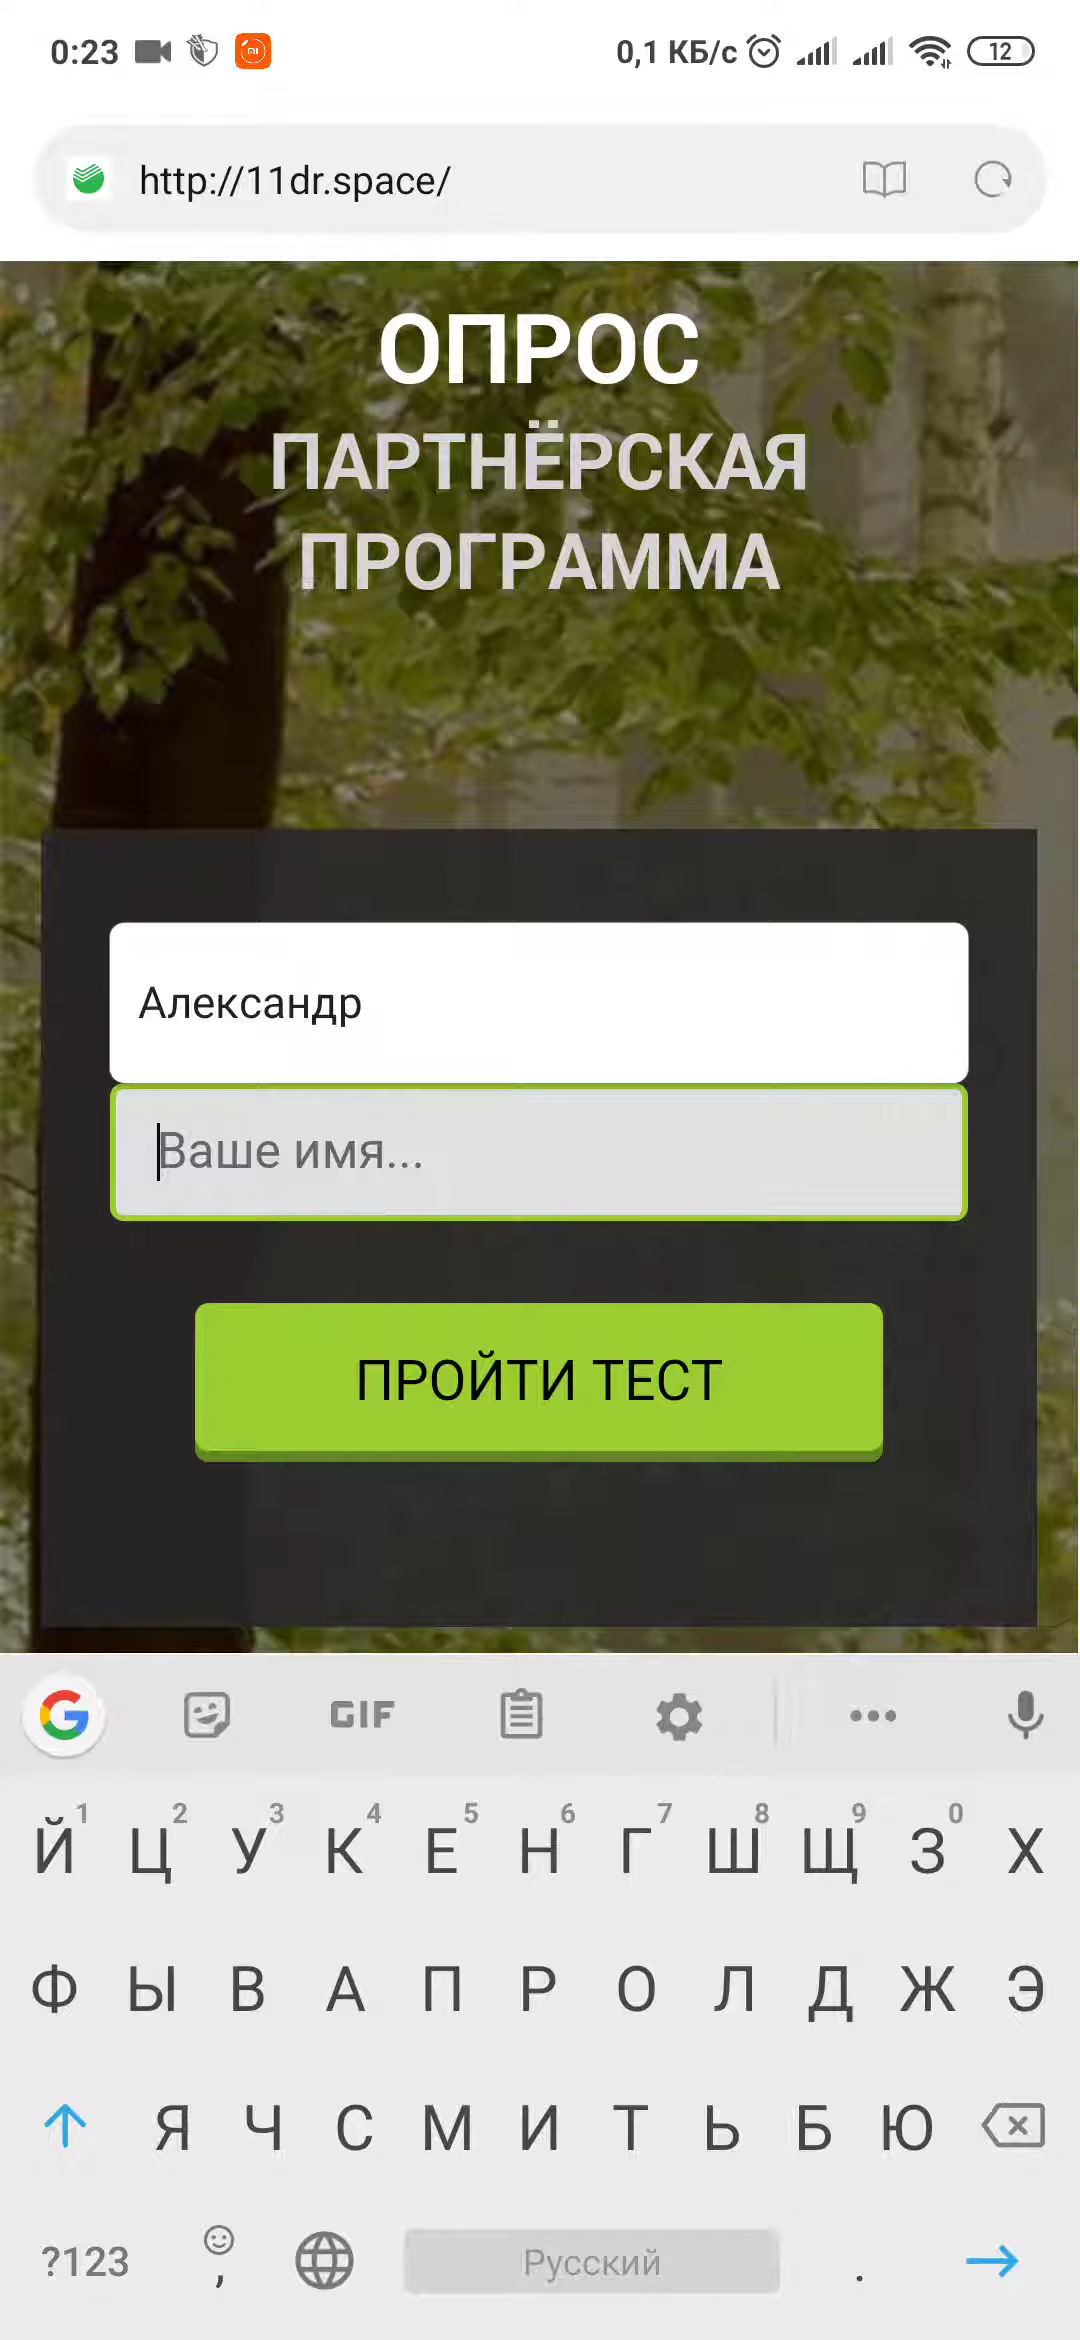 0:23 0,1 КБ/с 12
http://11dr.space/
ОПРОС
ПАРТНЁРСКАЯ
ПРОГРАММА
Александр
Ваше имя...
ПРОЙТИ ТЕСТ
G GIF
1 2 3 4 5 6 7 8 9 0
Й Ц У К Е Н Г Ш Щ З Х
Ф Ы В А П Р О Л Д Ж Э
Я Ч С М И Т Ь Б Ю
?123 , Русский .